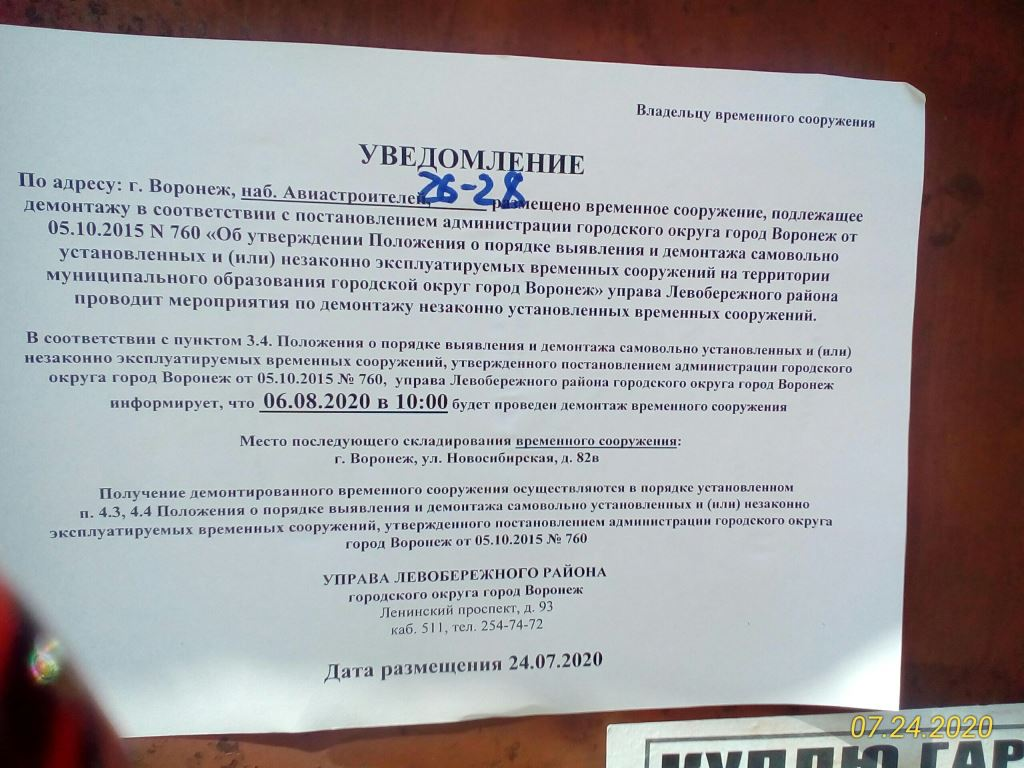 Владельцу временного сооружения
УВЕДОМЛЕНИЕ
По адресу: г. Воронеж, наб. Авиастроителей, 26-28 размещено временное сооружение, подлежащее
демонтажу в соответствии с постановлением администрации городского округа город Воронеж от
05.10.2015 N 760 «Об утверждении Положения о порядке выявления и демонтажа самовольно
установленных и (или) незаконно эксплуатируемых временных сооружений на территории
муниципального образования городской округ город Воронеж» управа Левобережного района
проводит мероприятия по демонтажу незаконно установленных временных сооружений.
В соответствии с пунктом 3.4. Положения о порядке выявления и демонтажа самовольно установленных и (или)
незаконно эксплуатируемых временных сооружений, утвержденного постановлением администрации городского
округа город Воронеж от 05.10.2015 № 760, управа Левобережного района городского округа город Воронеж
информирует, что 06.08.2020 в 10:00 будет проведен демонтаж временного сооружения
Место последующего складирования временного сооружения:
г. Воронеж, ул. Новосибирская, д. 82в
Получение демонтированного временного сооружения осуществляются в порядке установленном
п. 4.3, 4.4 Положения о порядке выявления и демонтажа самовольно установленных и (или) незаконно
эксплуатируемых временных сооружений, утвержденного постановлением администрации городского округа
город Воронеж от 05.10.2015 № 760
УПРАВА ЛЕВОБЕРЕЖНОГО РАЙОНА
городского округа город Воронеж
Ленинский проспект, д. 93
каб. 511, тел. 254-74-72
Дата размещения 24.07.2020
07.24.2020
КУПЛЮ ГАР